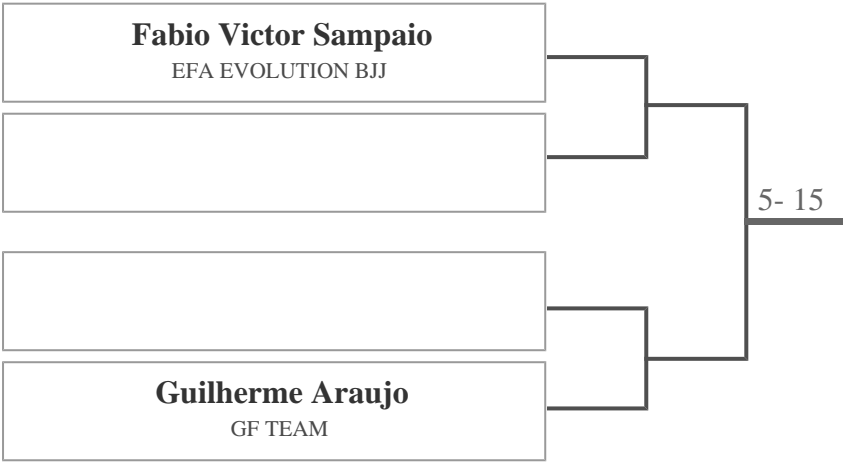 Fabio Victor Sampaio
EFA EVOLUTION BJJ
5- 15
Guilherme Araujo
GF TEAM